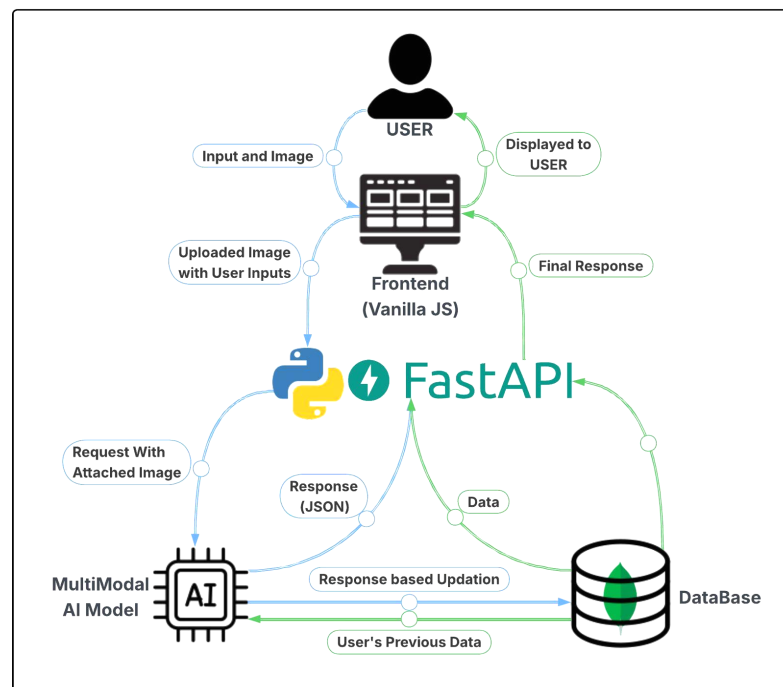 USER
Input and Image
Displayed to
USER
Uploaded Image
with User Inputs
Frontend
(Vanilla JS)
Final Response
FastAPI
Request With
Attached Image
Response
(JSON)
Data
MultiModal
AI Model
AI
Response based Updation
User's Previous Data
DataBase